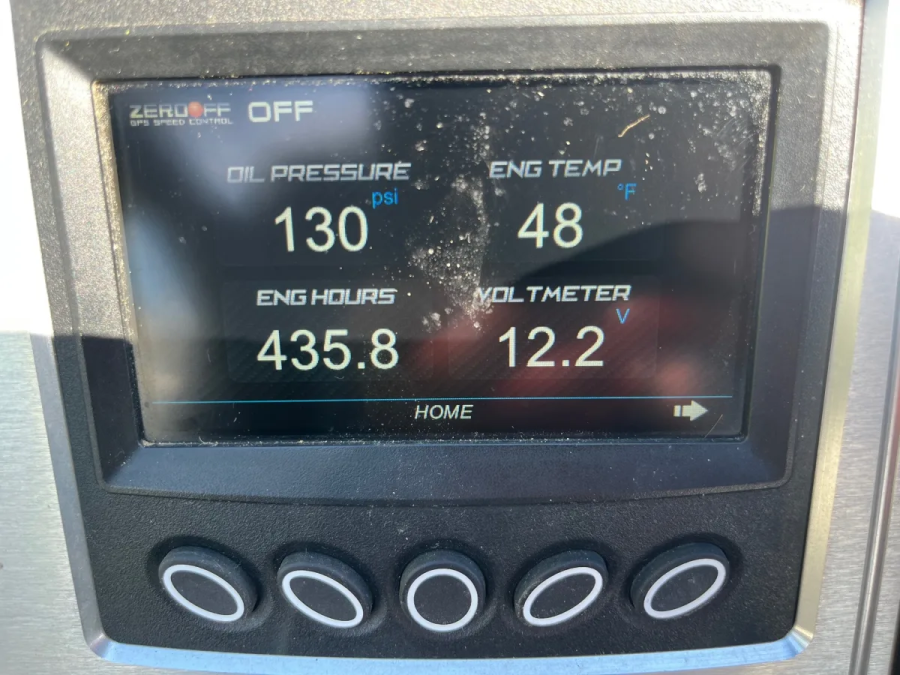 ZEROOFF OFF
GPS SPEED CONTROL
OIL PRESSURE ENG TEMP
psi °F
130 48
ENG HOURS VOLTMETER
V
435.8 12.2
HOME